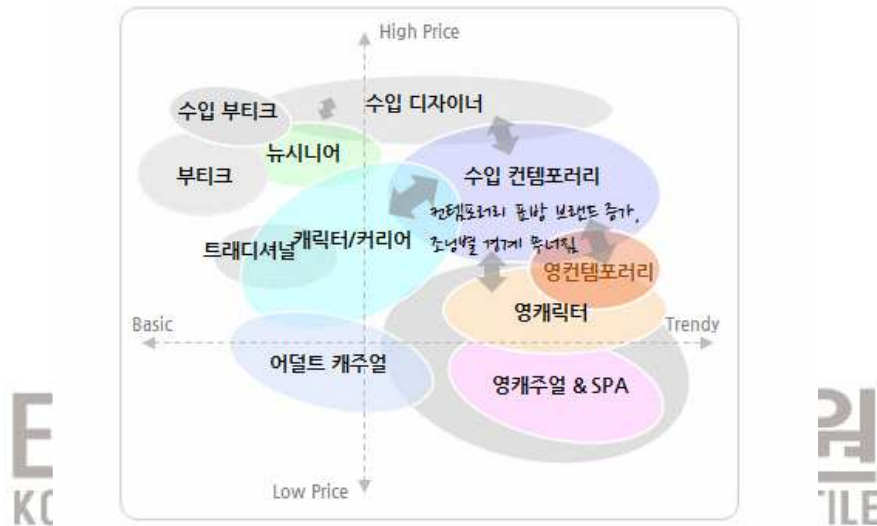 High Price
수입 디자이너
수입 부티크
뉴시니어
부티크
수입 컨템포러리
컨템포러리 표방 브랜드 증가,
조닝별 경계 무너짐
트래디셔널
캐릭터/커리어
영컨템포러리
영캐릭터
Basic
Trendy
어덜트 캐주얼
영캐주얼 & SPA
Low Price